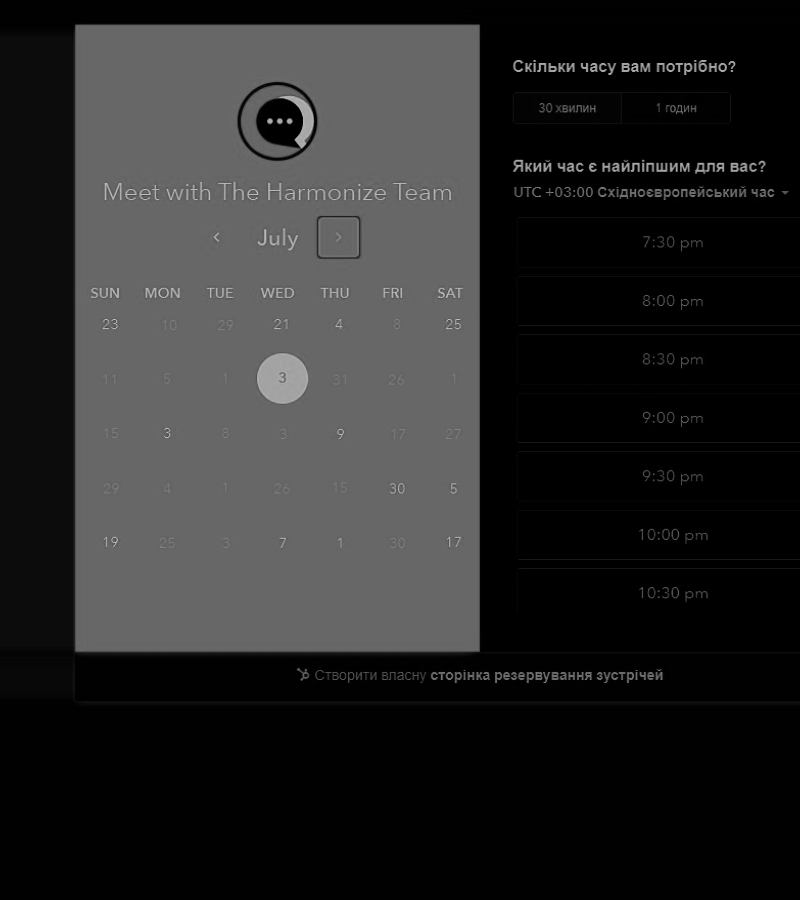 Meet with The Harmonize Team
July
SUN MON TUE WED THU FRI SAT
23 10 29 21 4 8 25
11 5 1 3 31 26 1
15 3 8 3 9 17 27
29 4 1 26 15 30 5
19 25 3 7 1 30 17
Скільки часу вам потрібно?
30 хвилин 1 годин
Який час є найліпшим для вас?
UTC +03:00 Східноєвропейський час
7:30 pm
8:00 pm
8:30 pm
9:00 pm
9:30 pm
10:00 pm
10:30 pm
Створити власну сторінка резервування зустрічей